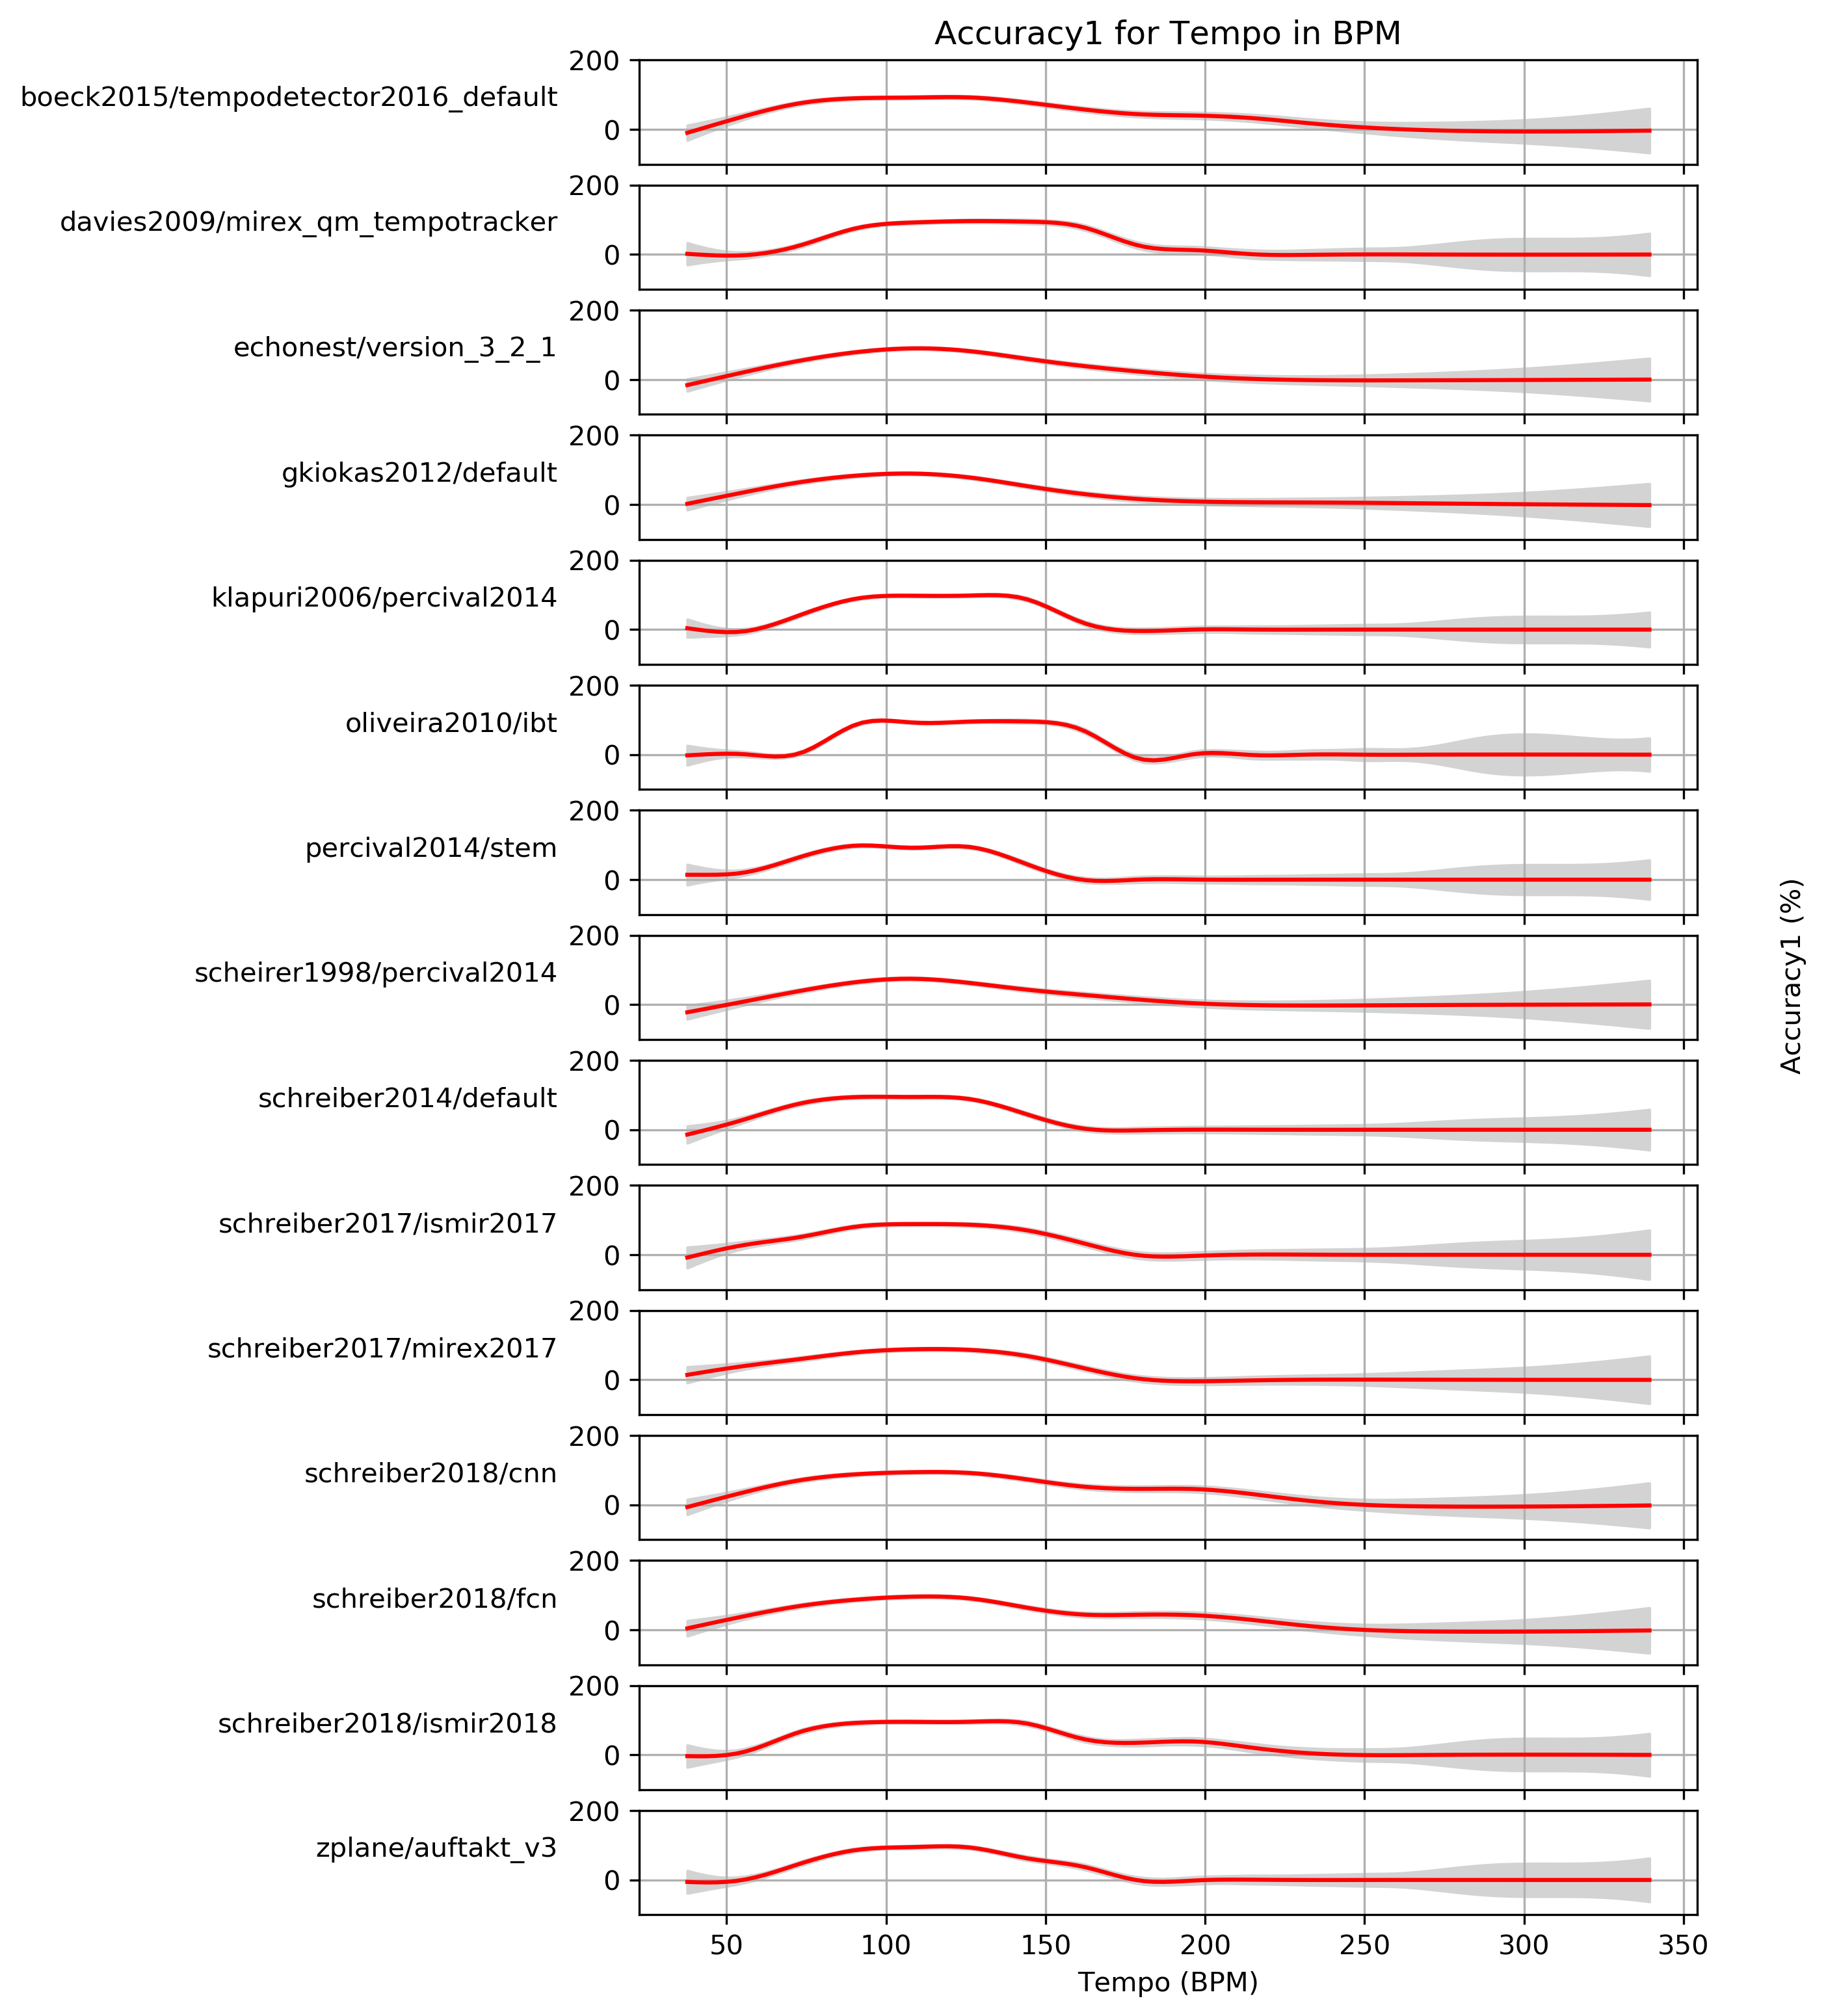 Accuracy1 for Tempo in BPM
boeck2015/tempodetector2016_default
200
0
davies2009/mirex_qm_tempotracker
200
0
echonest/version_3_2_1
200
0
gkiokas2012/default
200
0
klapuri2006/percival2014
200
0
oliveira2010/ibt
200
0
percival2014/stem
200
0
scheirer1998/percival2014
200
0
schreiber2014/default
200
0
schreiber2017/ismir2017
200
0
schreiber2017/mirex2017
200
0
schreiber2018/cnn
200
0
schreiber2018/fcn
200
0
schreiber2018/ismir2018
200
0
zplane/auftakt_v3
200
0
50 100 150 200 250 300 350
Tempo (BPM)
Accuracy1 (%)